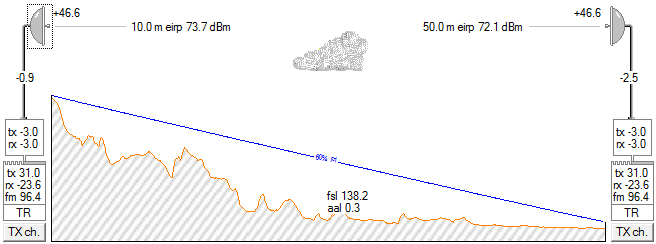 +46.6
10.0 m eirp 73.7 dBm
50.0 m eirp 72.1 dBm
+46.6
-0.9
-2.5
tx -3.0
rx -3.0
tx -3.0
rx -3.0
60% F1
tx 31.0
rx -23.6
fm 96.4
TR
TX ch.
fsl 138.2
aal 0.3
tx 31.0
rx -23.6
fm 96.4
TR
TX ch.